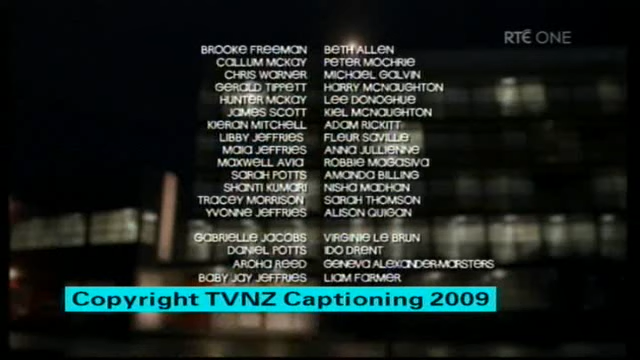 RTÉ ONE
BROOKE FREEMAN BETH ALLEN
CALLUM MCKAY PETER MOCHRIE
CHRIS WARNER MICHAEL GALVIN
GERALD TIPPETT HARRY MCNAUGHTON
HUNTER MCKAY LEE DONOGHUE
JAMES SCOTT KIEL MCNAUGHTON
KIERAN MITCHELL ADAM RICKITT
LIBBY JEFFRIES FLEUR SAVILLE
MAIA JEFFRIES ANNA JULLIENNE
MAXWELL AVIA ROBBIE MAGASIVA
SARAH POTTS AMANDA BILLING
SHANTI KUMARI NISHA MADHAN
TRACEY MORRISON SARAH THOMSON
YVONNE JEFFRIES ALISON QUIGAN
GABRIELLE JACOBS VIRGINIE LE BRUN
DANIEL POTTS IDO DRENT
AROHA REED GENEVA ALEXANDER-MARSTERS
BABY JAY JEFFRIES LIAM FARMER
Copyright TVNZ Captioning 2009